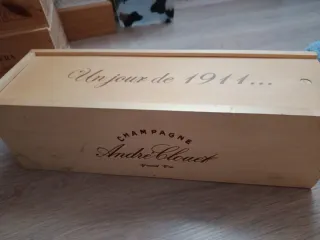 Un jour de 1911...
CHAMPAGNE
André Clouet